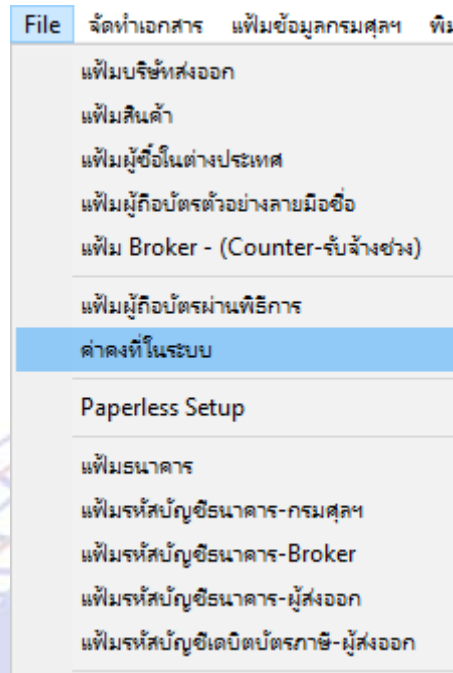 File จัดทำเอกสาร แฟ้มข้อมูลกรมศุลฯ
แฟ้มบริษัทส่งออก
แฟ้มสินค้า
แฟ้มผู้ซื้อในต่างประเทศ
แฟ้มผู้ถือบัตรตัวอย่างลายมือชื่อ
แฟ้ม Broker - (Counter-รับจ้างช่วง)
แฟ้มผู้ถือบัตรผ่านพิธีการ
ค่าคงที่ในระบบ
Paperless Setup
แฟ้มธนาคาร
แฟ้มรหัสบัญชีธนาคาร-กรมศุลฯ
แฟ้มรหัสบัญชีธนาคาร-Broker
แฟ้มรหัสบัญชีธนาคาร-ผู้ส่งออก
แฟ้มรหัสบัญชีเดบิตบัตรภาษี-ผู้ส่งออก